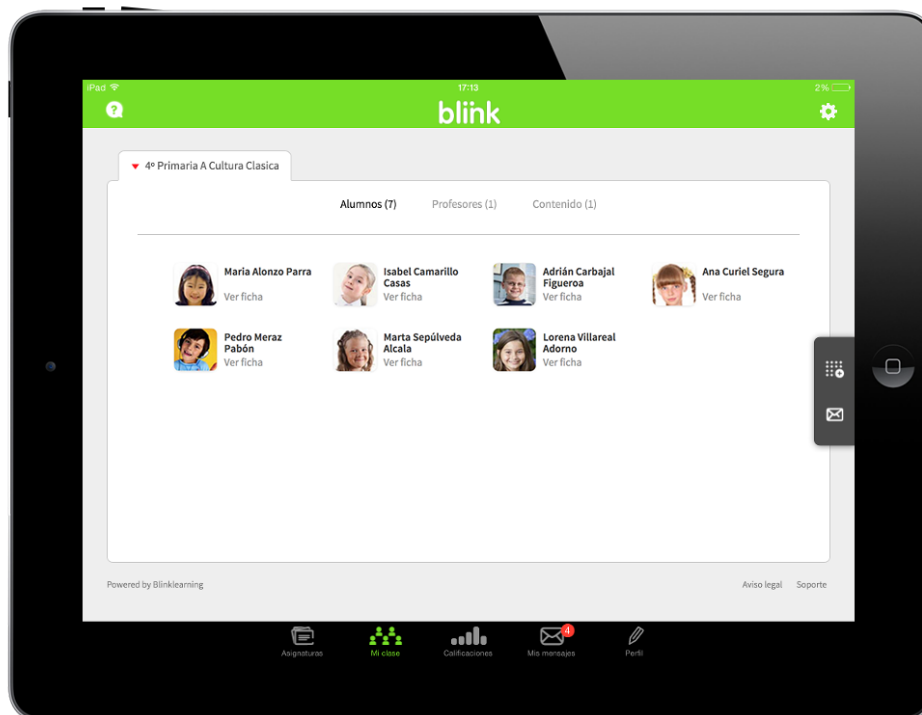 iPad
17:13
2%
?
blink
4º Primaria A Cultura Clasica
Alumnos (7)
Profesores (1)
Contenido (1)
Maria Alonzo Parra
Ver ficha
Isabel Camarillo
Casas
Ver ficha
Adrián Carbajal
Figueroa
Ver ficha
Ana Curiel Segura
Ver ficha
Pedro Meraz
Pabón
Ver ficha
Marta Sepúlveda
Alcala
Ver ficha
Lorena Villareal
Adorno
Ver ficha
Powered by Blinklearning
Aviso legal
Soporte
Asignaturas
Mi clase
Calificaciones
4
Mis mensajes
Perfil